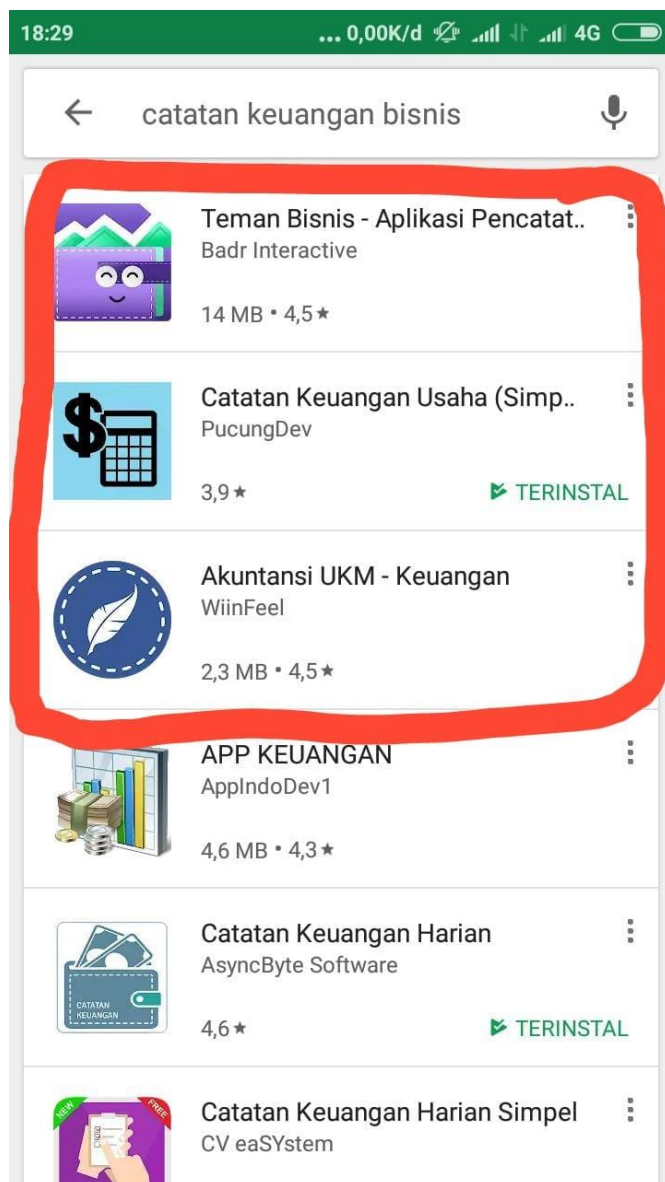 18:29
... 0,00K/d 4G
catatan keuangan bisnis
Teman Bisnis - Aplikasi Pencatat..
Badr Interactive
14 MB • 4,5★
Catatan Keuangan Usaha (Simp..
PucungDev
3,9★ TERINSTAL
Akuntansi UKM - Keuangan
WiinFeel
2,3 MB • 4,5★
APP KEUANGAN
AppIndoDev1
4,6 MB • 4,3★
Catatan Keuangan Harian
AsyncByte Software
CATATAN
KEUANGAN
4,6★ TERINSTAL
NEW FREE
Catatan Keuangan Harian Simpel
CV eaSYstem